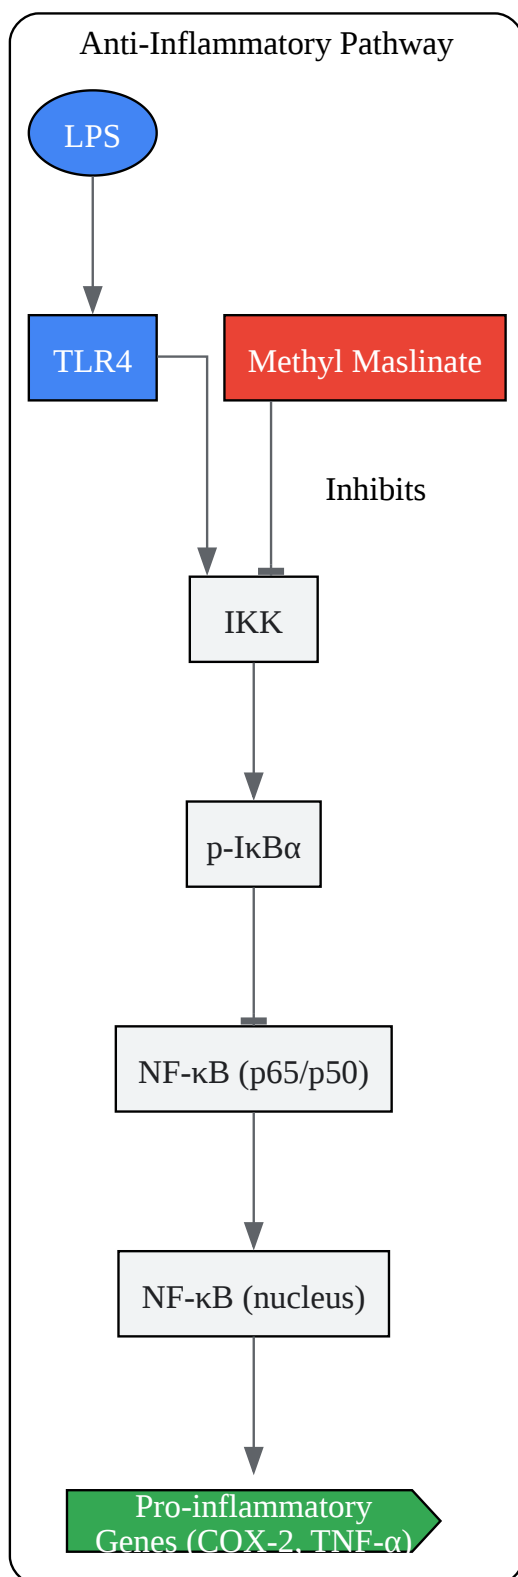 Anti-Inflammatory Pathway
LPS
TLR4
Methyl Maslinate
Inhibits
IKK
p-IκBα
NF-κB (p65/p50)
NF-κB (nucleus)
Pro-inflammatory
Genes (COX-2, TNF-α)